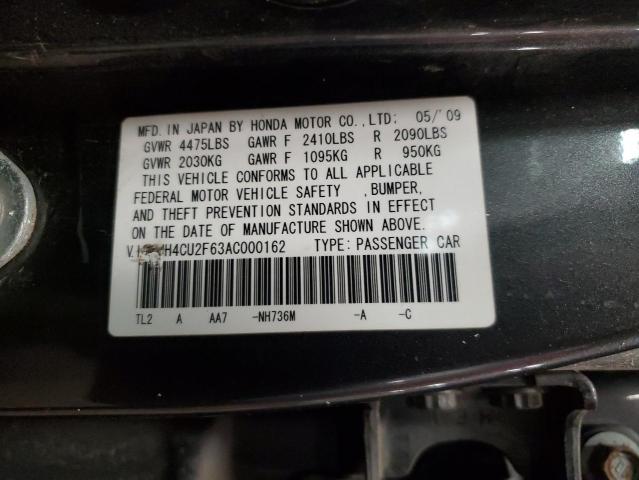 MFD. IN JAPAN BY HONDA MOTOR CO., LTD: 05/'09
GVWR 4475LBS GAWR F 2410LBS R 2090LBS
GVWR 2030KG GAWR F 1095KG R 950KG
THIS VEHICLE CONFORMS TO ALL APPLICABLE
FEDERAL MOTOR VEHICLE SAFETY , BUMPER,
AND THEFT PREVENTION STANDARDS IN EFFECT
ON THE DATE OF MANUFACTURE SHOWN ABOVE.
H4CU2F63AC000162 TYPE: PASSENGER CAR
TL2 A AA7 -NH736M -A -C